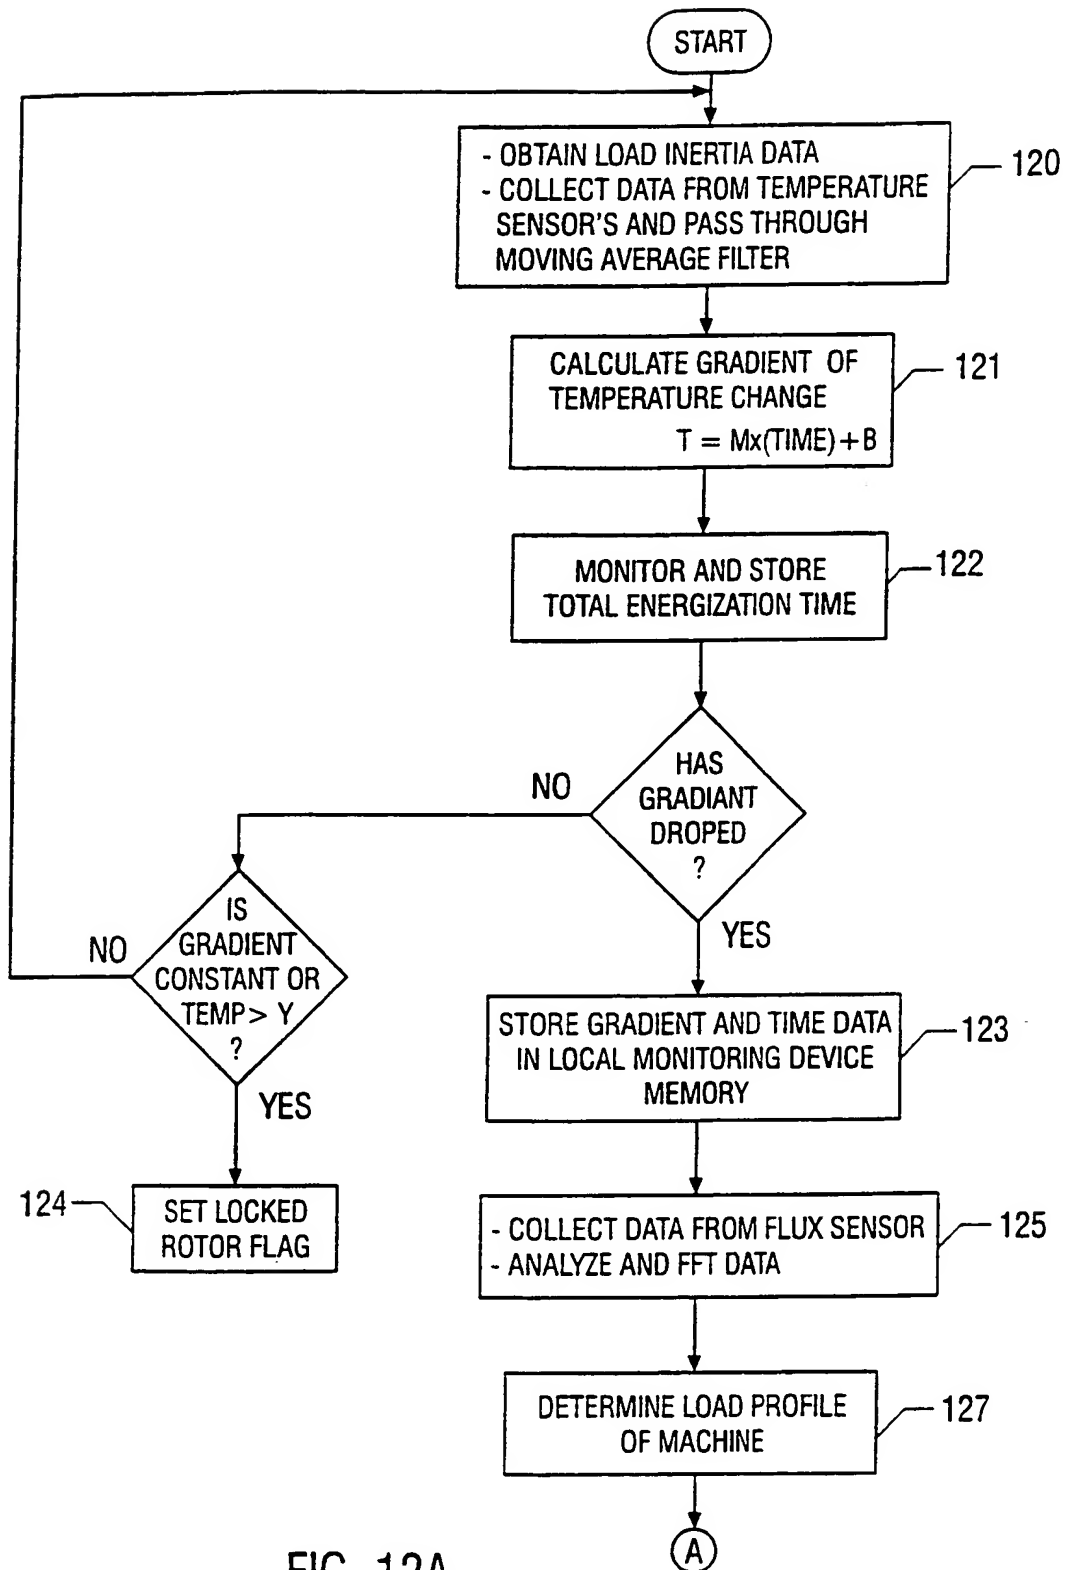 START
- OBTAIN LOAD INERTIA DATA
- COLLECT DATA FROM TEMPERATURE
SENSOR'S AND PASS THROUGH
MOVING AVERAGE FILTER
120
CALCULATE GRADIENT OF
TEMPERATURE CHANGE
T = Mx(TIME)+B
121
MONITOR AND STORE
TOTAL ENERGIZATION TIME
122
HAS
GRADIANT
DROPED
?
NO
YES
IS
GRADIENT
CONSTANT OR
TEMP> Y
?
NO
YES
STORE GRADIENT AND TIME DATA
IN LOCAL MONITORING DEVICE
MEMORY
123
124
SET LOCKED
ROTOR FLAG
- COLLECT DATA FROM FLUX SENSOR
- ANALYZE AND FFT DATA
125
DETERMINE LOAD PROFILE
OF MACHINE
127
A
FIG. 12A